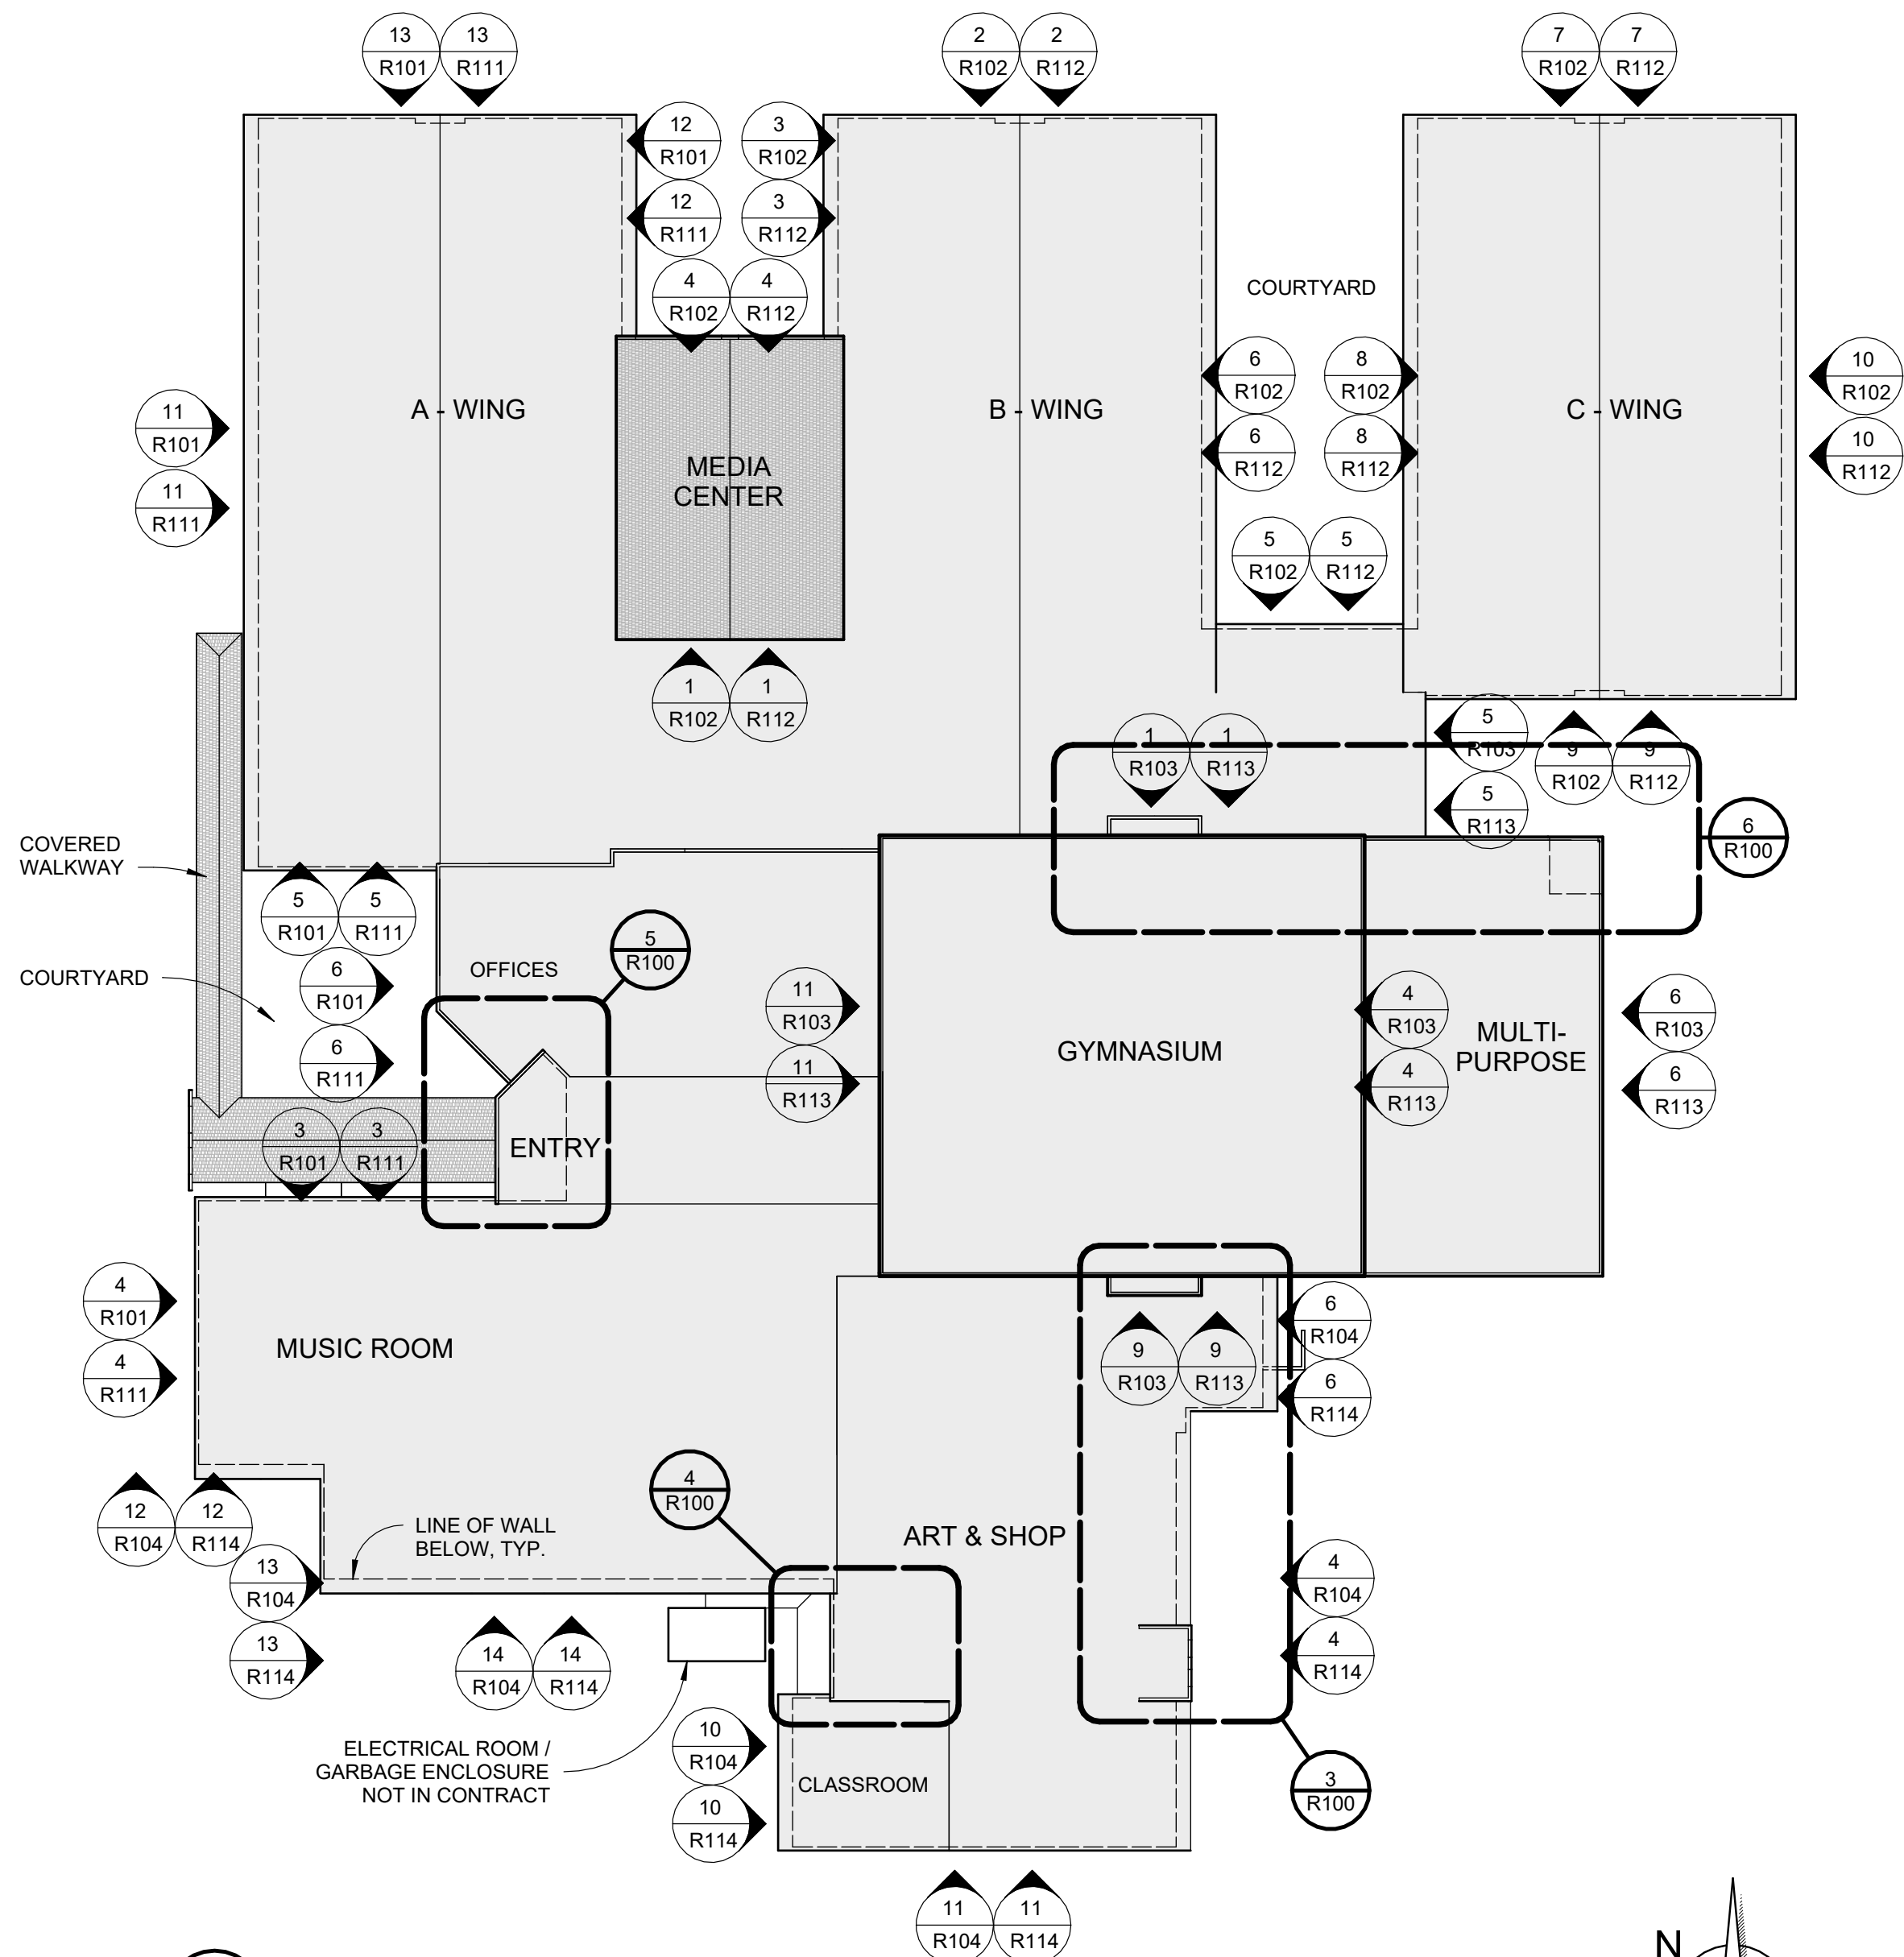 13 13
R101 R111
2 2
R102 R112
7 7
R102 R112
12
R101
3
R102
12
R111
3
R112
4 4
R102 R112
COURTYARD
6
R102
8
R102
10
R102
11
R101
A - WING
B - WING
C - WING
6
R112
8
R112
10
R112
MEDIA
CENTER
11
R111
5 5
R102 R112
1 1
R102 R112
5
R103
1 1
R103 R113
9 9
R102 R112
5
R113
6
R100
COVERED
WALKWAY
5 5
R101 R111
5
R100
COURTYARD
6
R101
OFFICES
11
R103
4
R103
6
R103
GYMNASIUM
MULTI-
PURPOSE
6
R111
11
R113
4
R113
6
R113
3 3
R101 R111
ENTRY
4
R101
6
R104
MUSIC ROOM
4
R111
9 9
R103 R113
6
R114
4
R100
12 12
R104 R114
LINE OF WALL
BELOW, TYP.
ART & SHOP
13
R104
4
R104
13
R114
14 14
R104 R114
4
R114
ELECTRICAL ROOM /
GARBAGE ENCLOSURE
NOT IN CONTRACT
10
R104
CLASSROOM
3
R100
10
R114
11 11
R104 R114
N